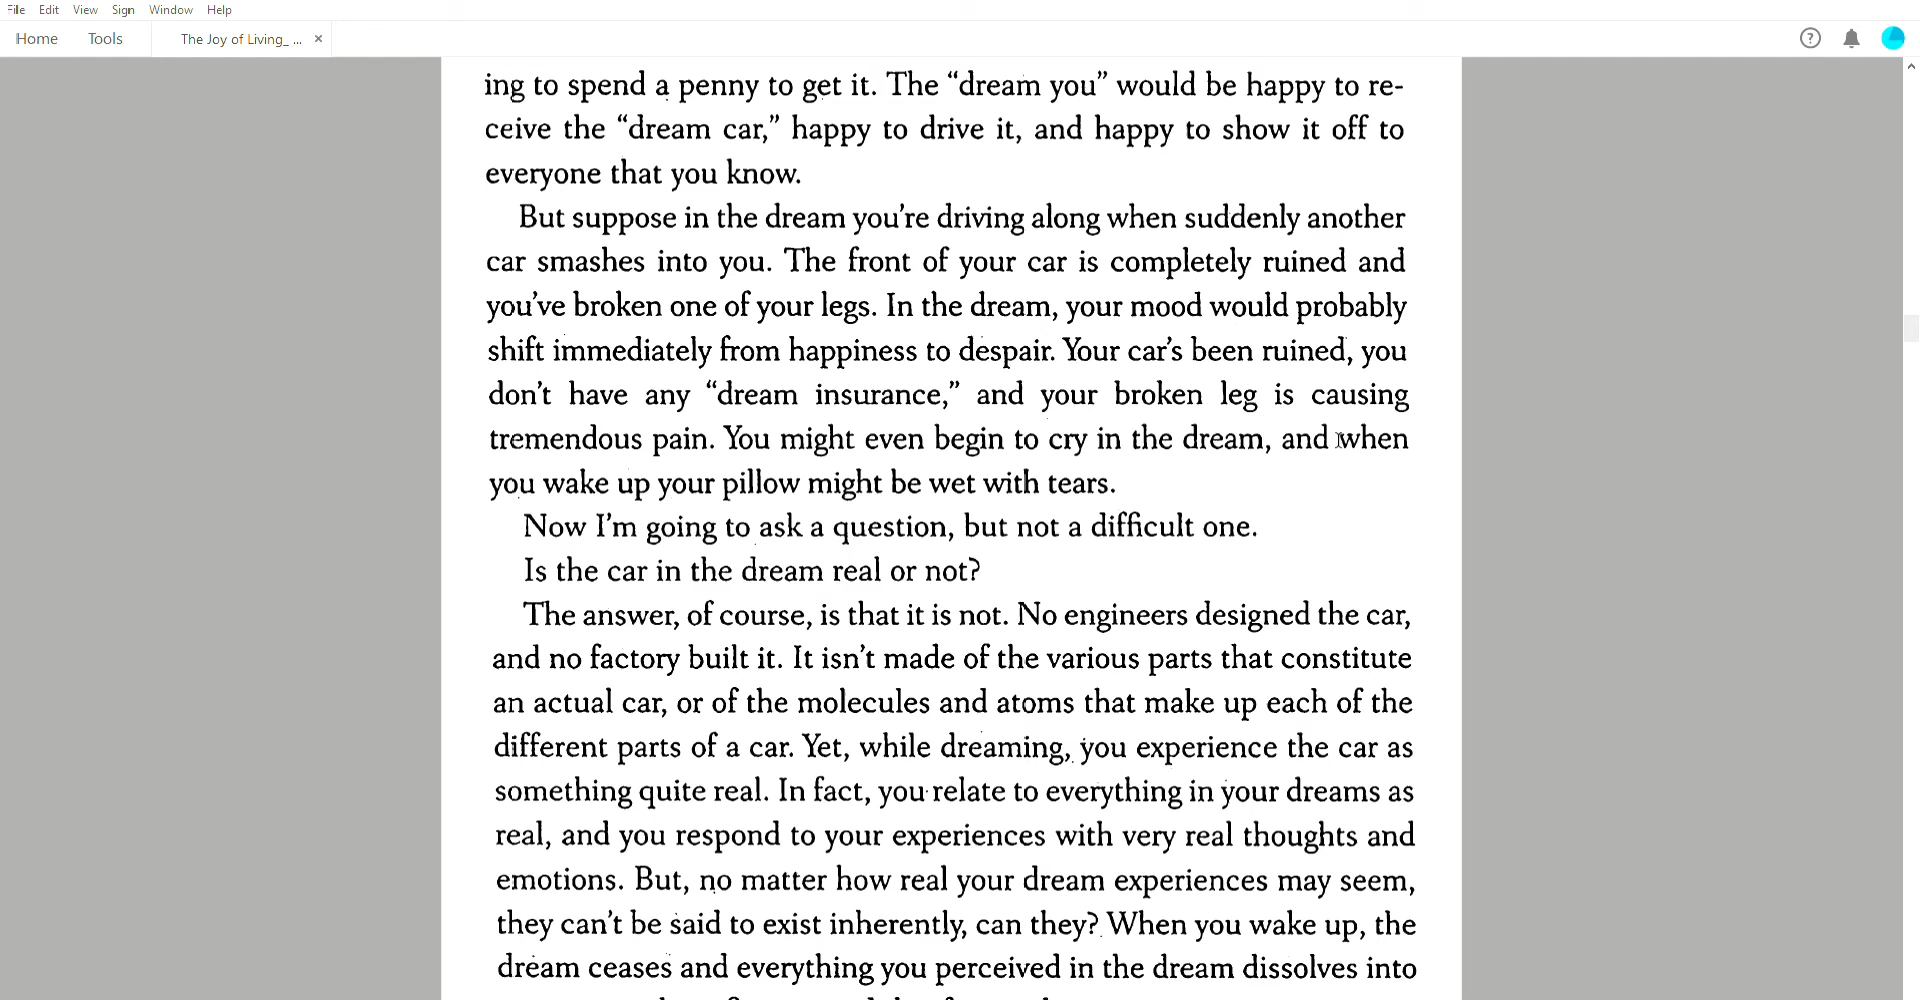 File Edit View Sign Window Help
Home Tools The Joy of Living_ ... ×
ing to spend a penny to get it. The “dream you” would be happy to re-
ceive the “dream car,” happy to drive it, and happy to show it off to
everyone that you know.
But suppose in the dream you’re driving along when suddenly another
car smashes into you. The front of your car is completely ruined and
you’ve broken one of your legs. In the dream, your mood would probably
shift immediately from happiness to despair. Your car’s been ruined, you
don’t have any “dream insurance,” and your broken leg is causing
tremendous pain. You might even begin to cry in the dream, and when
you wake up your pillow might be wet with tears.
Now I’m going to ask a question, but not a difficult one.
Is the car in the dream real or not?
The answer, of course, is that it is not. No engineers designed the car,
and no factory built it. It isn’t made of the various parts that constitute
an actual car, or of the molecules and atoms that make up each of the
different parts of a car. Yet, while dreaming, you experience the car as
something quite real. In fact, you relate to everything in your dreams as
real, and you respond to your experiences with very real thoughts and
emotions. But, no matter how real your dream experiences may seem,
they can’t be said to exist inherently, can they? When you wake up, the
dream ceases and everything you perceived in the dream dissolves into